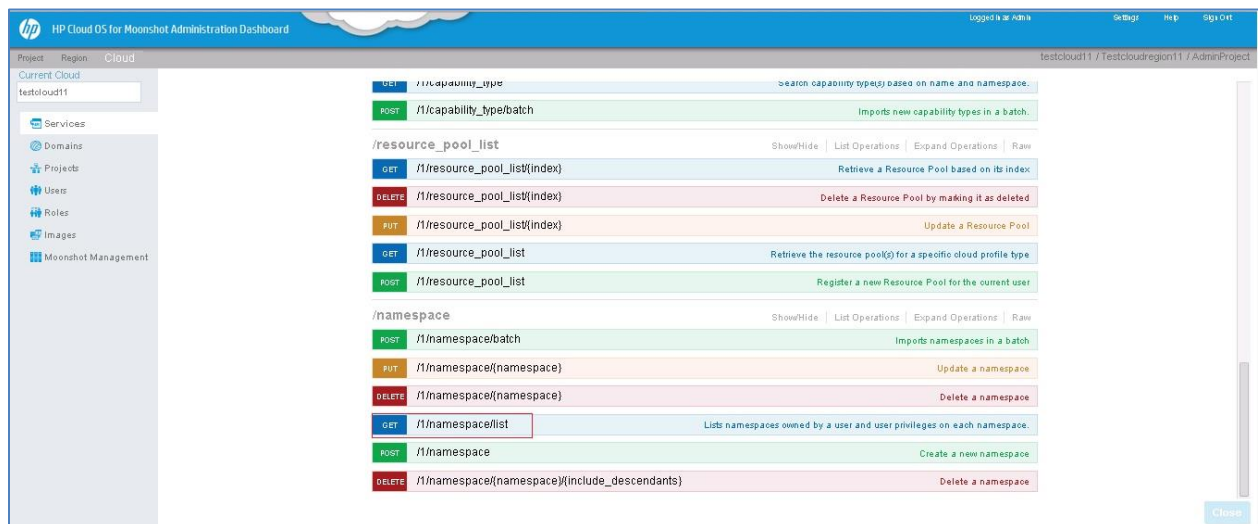 hp HP Cloud OS for Moonshot Administration Dashboard Logged in as Admin Settings Help Sign Out
Project Region Cloud testcloud11 / Testcloudregion11 / AdminProject
Current Cloud
testcloud11
Services
Domains
Projects
Users
Roles
Images
Moonshot Management
GET /1/capability_type Search capability type(s) based on name and namespace.
POST /1/capability_type/batch Imports new capability types in a batch.
/resource_pool_list Show/Hide List Operations Expand Operations Raw
GET /1/resource_pool_list/{index} Retrieve a Resource Pool based on its index
DELETE /1/resource_pool_list/{index} Delete a Resource Pool by marking it as deleted
PUT /1/resource_pool_list/{index} Update a Resource Pool
GET /1/resource_pool_list Retrieve the resource pool(s) for a specific cloud profile type
POST /1/resource_pool_list Register a new Resource Pool for the current user
/namespace Show/Hide List Operations Expand Operations Raw
POST /1/namespace/batch Imports namespaces in a batch
PUT /1/namespace/{namespace} Update a namespace
DELETE /1/namespace/{namespace} Delete a namespace
GET /1/namespace/list Lists namespaces owned by a user and user privileges on each namespace.
POST /1/namespace Create a new namespace
DELETE /1/namespace/{namespace}/{include_descendants} Delete a namespace
Close